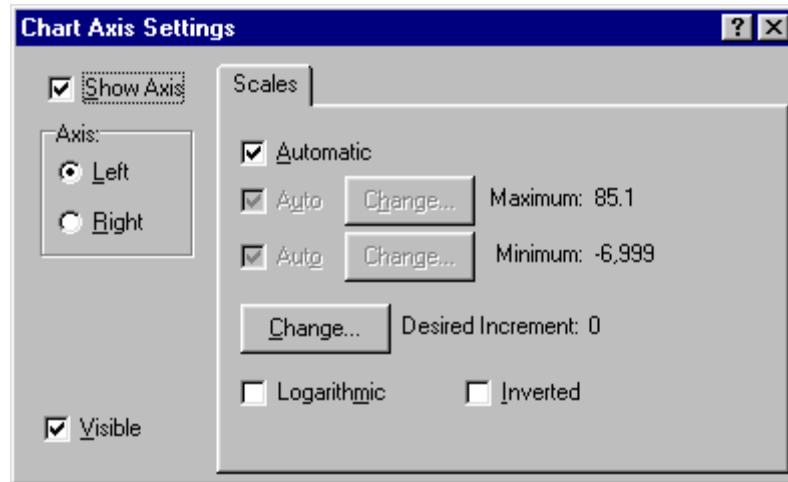 Chart Axis Settings
Show Axis
Axis:
Left
Right
Visible
Scales
Automatic
Auto Change... Maximum: 85.1
Auto Change... Minimum: -6,999
Change... Desired Increment: 0
Logarithmic Inverted